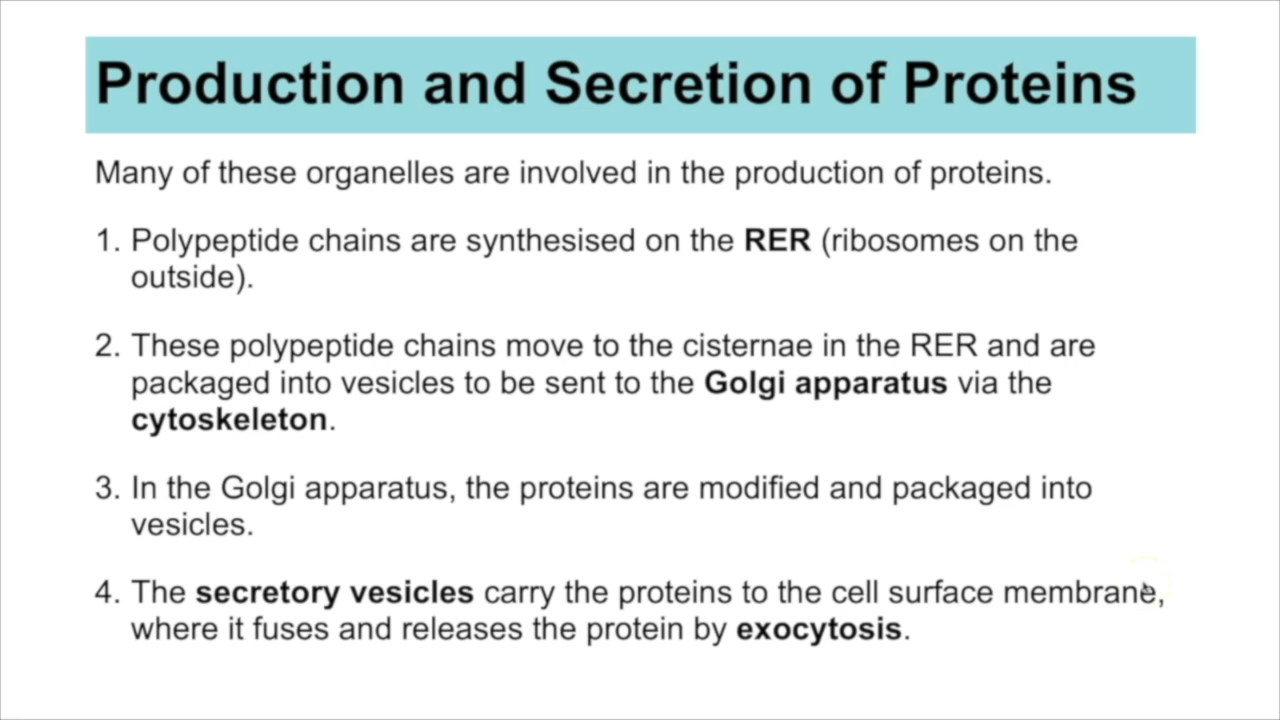 Production and Secretion of Proteins
Many of these organelles are involved in the production of proteins.
1. Polypeptide chains are synthesised on the RER (ribosomes on the
outside).
2. These polypeptide chains move to the cisternae in the RER and are
packaged into vesicles to be sent to the Golgi apparatus via the
cytoskeleton.
3. In the Golgi apparatus, the proteins are modified and packaged into
vesicles.
4. The secretory vesicles carry the proteins to the cell surface membrane,
where it fuses and releases the protein by exocytosis.